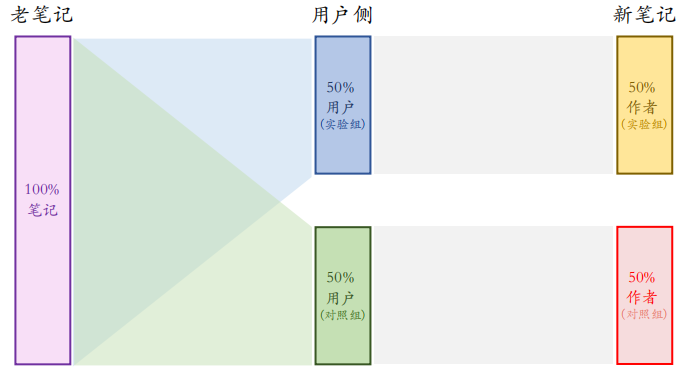 老笔记
用户侧
新笔记
100%
笔记
50%
用户
(实验组)
50%
作者
(实验组)
50%
用户
(对照组)
50%
作者
(对照组)